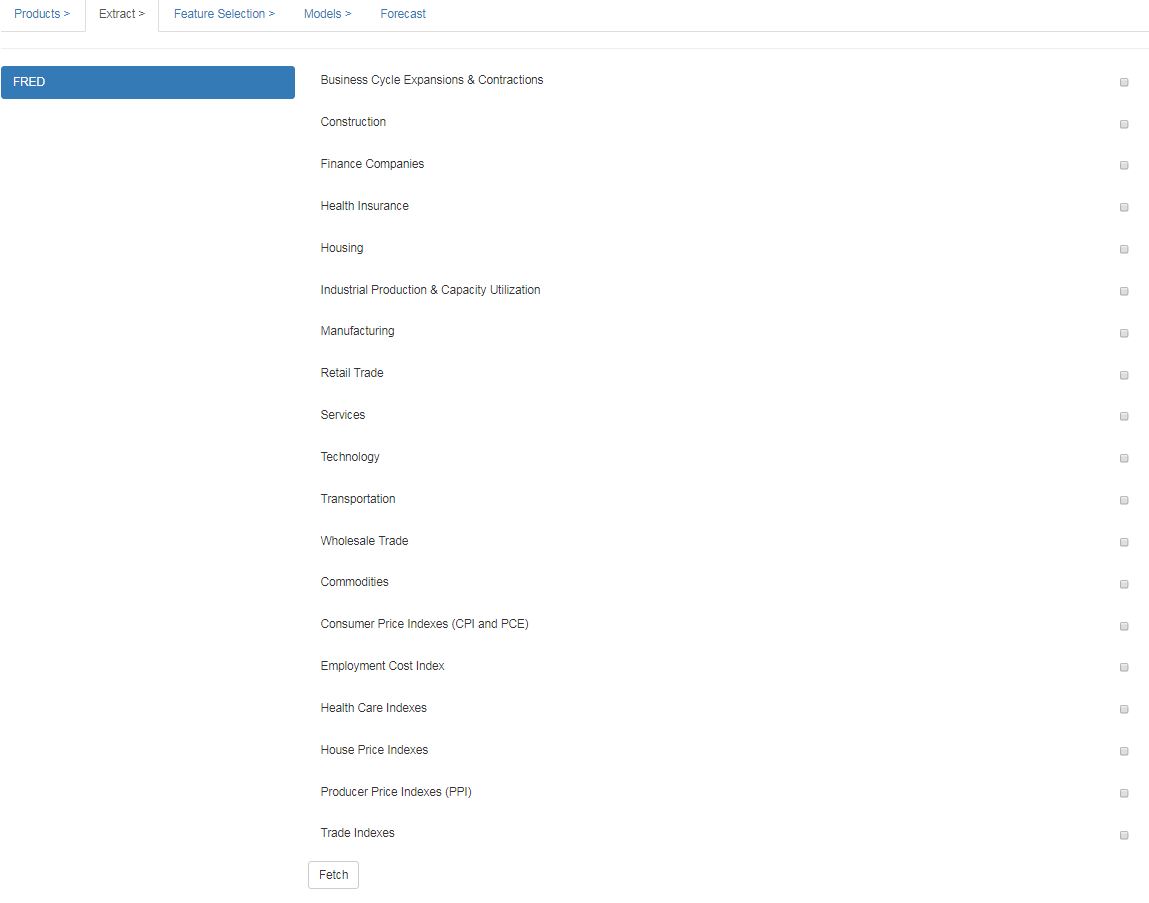 Products >
Extract >
Feature Selection >
Models >
Forecast
FRED
Business Cycle Expansions & Contractions
Construction
Finance Companies
Health Insurance
Housing
Industrial Production & Capacity Utilization
Manufacturing
Retail Trade
Services
Technology
Transportation
Wholesale Trade
Commodities
Consumer Price Indexes (CPI and PCE)
Employment Cost Index
Health Care Indexes
House Price Indexes
Producer Price Indexes (PPI)
Trade Indexes
Fetch